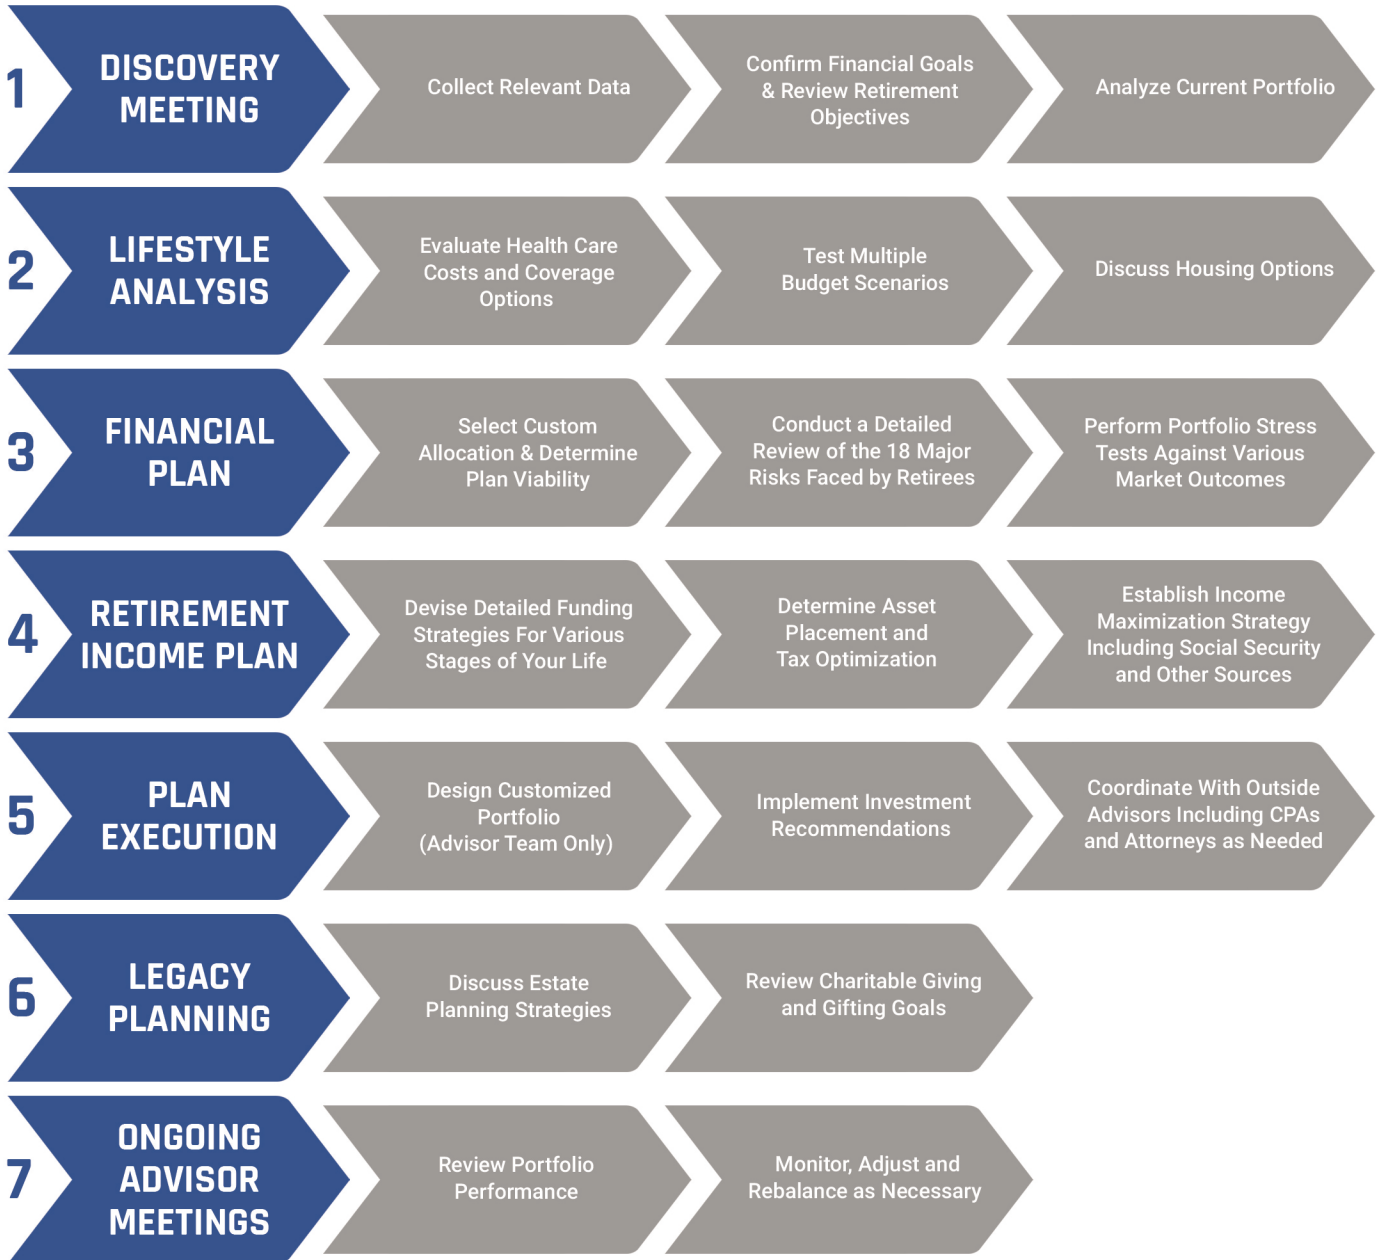 1
DISCOVERY
MEETING
Collect Relevant Data
Confirm Financial Goals
& Review Retirement
Objectives
Analyze Current Portfolio
2
LIFESTYLE
ANALYSIS
Evaluate Health Care
Costs and Coverage
Options
Test Multiple
Budget Scenarios
Discuss Housing Options
3
FINANCIAL
PLAN
Select Custom
Allocation & Determine
Plan Viability
Conduct a Detailed
Review of the 18 Major
Risks Faced by Retirees
Perform Portfolio Stress
Tests Against Various
Market Outcomes
4
RETIREMENT
INCOME PLAN
Devise Detailed Funding
Strategies For Various
Stages of Your Life
Determine Asset
Placement and
Tax Optimization
Establish Income
Maximization Strategy
Including Social Security
and Other Sources
5
PLAN
EXECUTION
Design Customized
Portfolio
(Advisor Team Only)
Implement Investment
Recommendations
Coordinate With Outside
Advisors Including CPAs
and Attorneys as Needed
6
LEGACY
PLANNING
Discuss Estate
Planning Strategies
Review Charitable Giving
and Gifting Goals
7
ONGOING
ADVISOR
MEETINGS
Review Portfolio
Performance
Monitor, Adjust and
Rebalance as Necessary